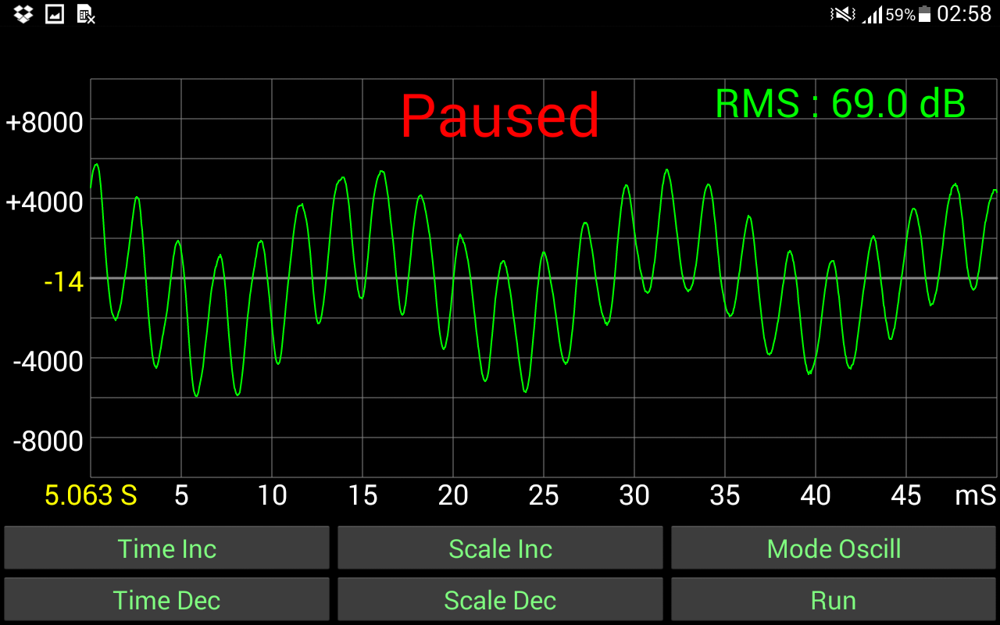 59% 02:58
Paused
RMS : 69.0 dB
+8000
+4000
-14
-4000
-8000
5.063 S 5 10 15 20 25 30 35 40 45 mS
Time Inc Scale Inc Mode Oscill
Time Dec Scale Dec Run